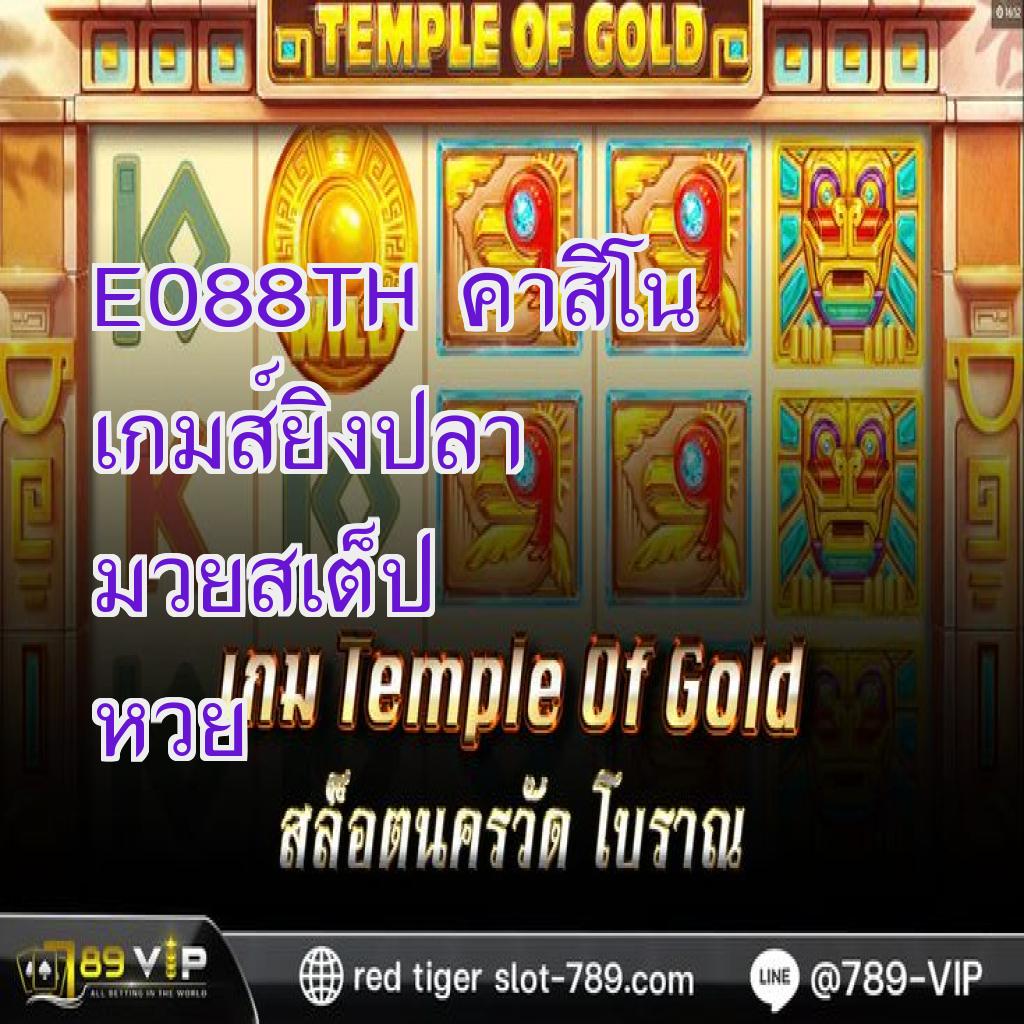 TEMPLE OF GOLD
WILD
E088TH คาสิโน
เกมส์ยิงปลา
มวยสเต็ป
หวย
เกม Temple Of Gold
สล็อตนครวัด โบราณ
789 VIP
ALL BETTING IN THE WORLD
red tiger slot-789.com
LINE @789-VIP